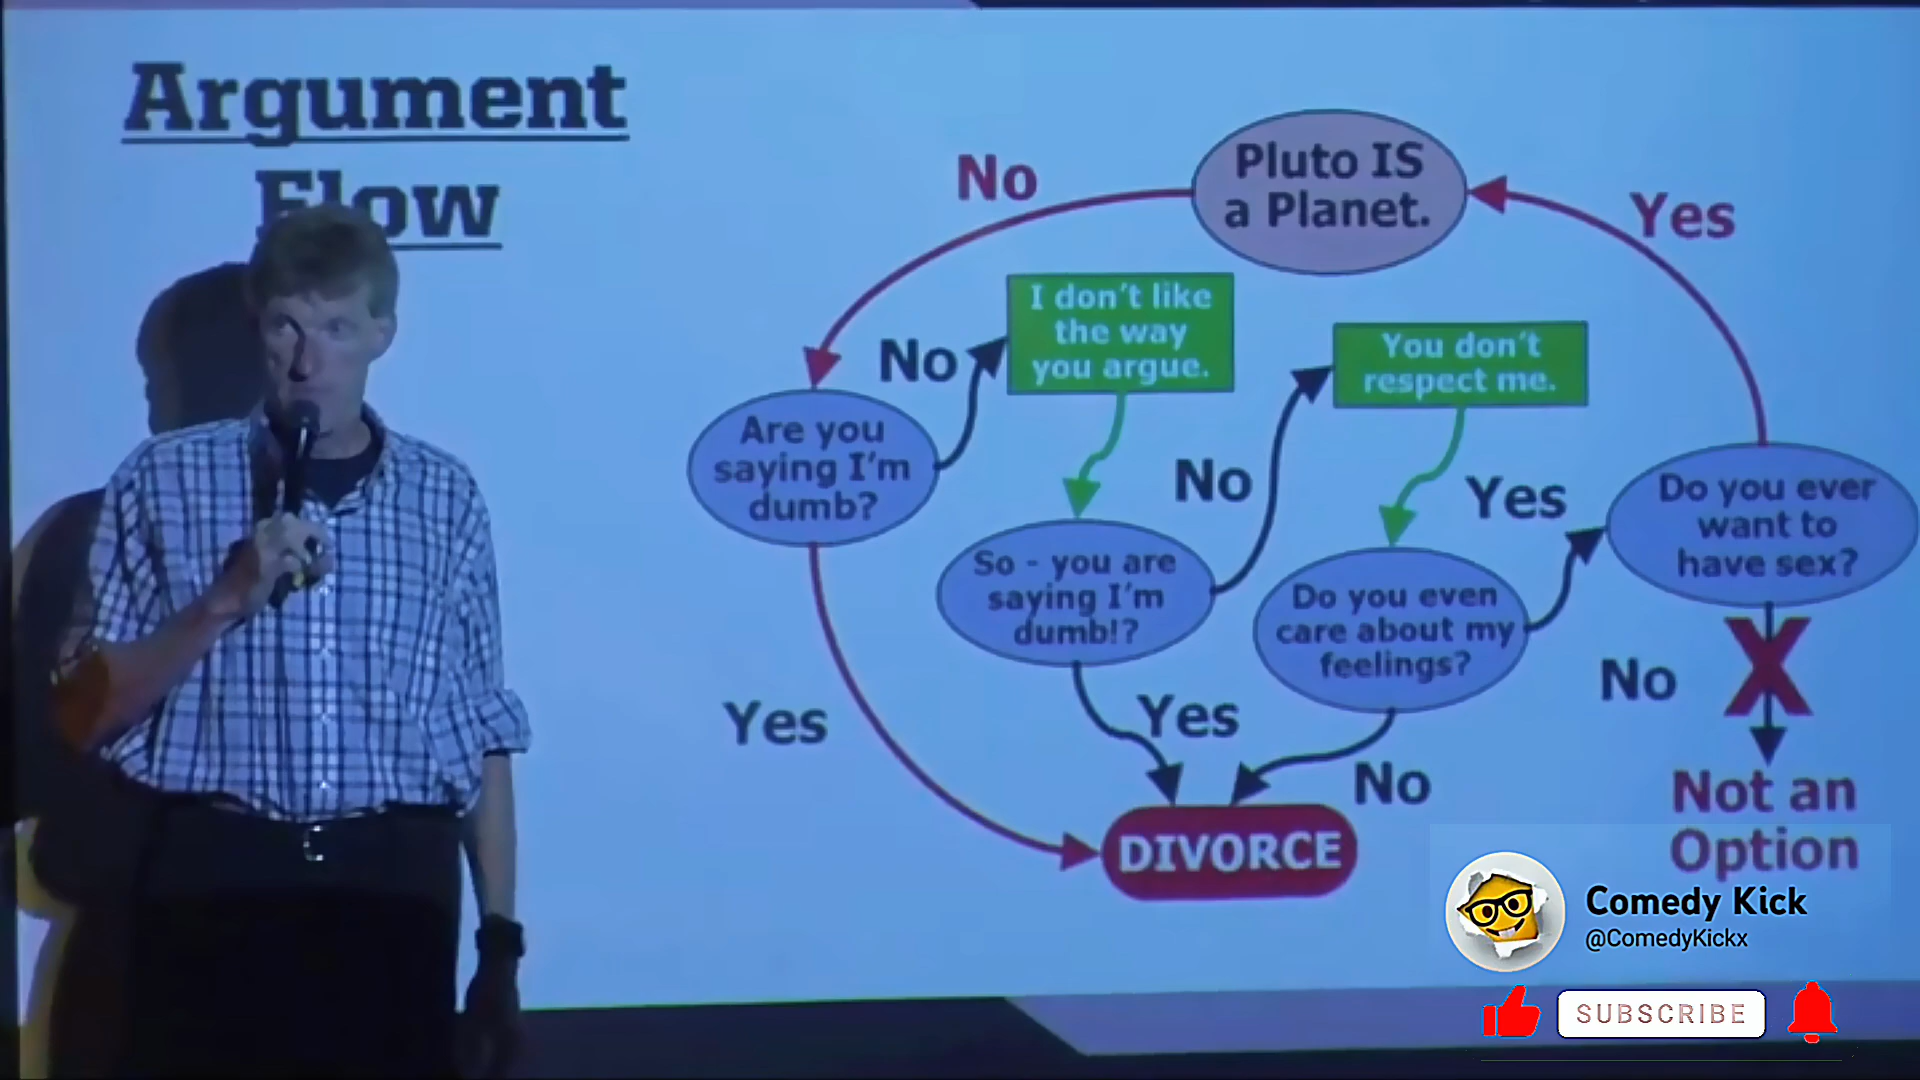 Argument
Flow
Pluto IS
a Planet.
No
Yes
I don't like
the way
you argue.
No
You don't
respect me.
Are you
saying I'm
dumb?
No
Yes
Do you ever
want to
have sex?
So - you are
saying I'm
dumb!?
Do you even
care about my
feelings?
No
Yes
Yes
No
DIVORCE
Not an
Option
Comedy Kick
@ComedyKickx
SUBSCRIBE